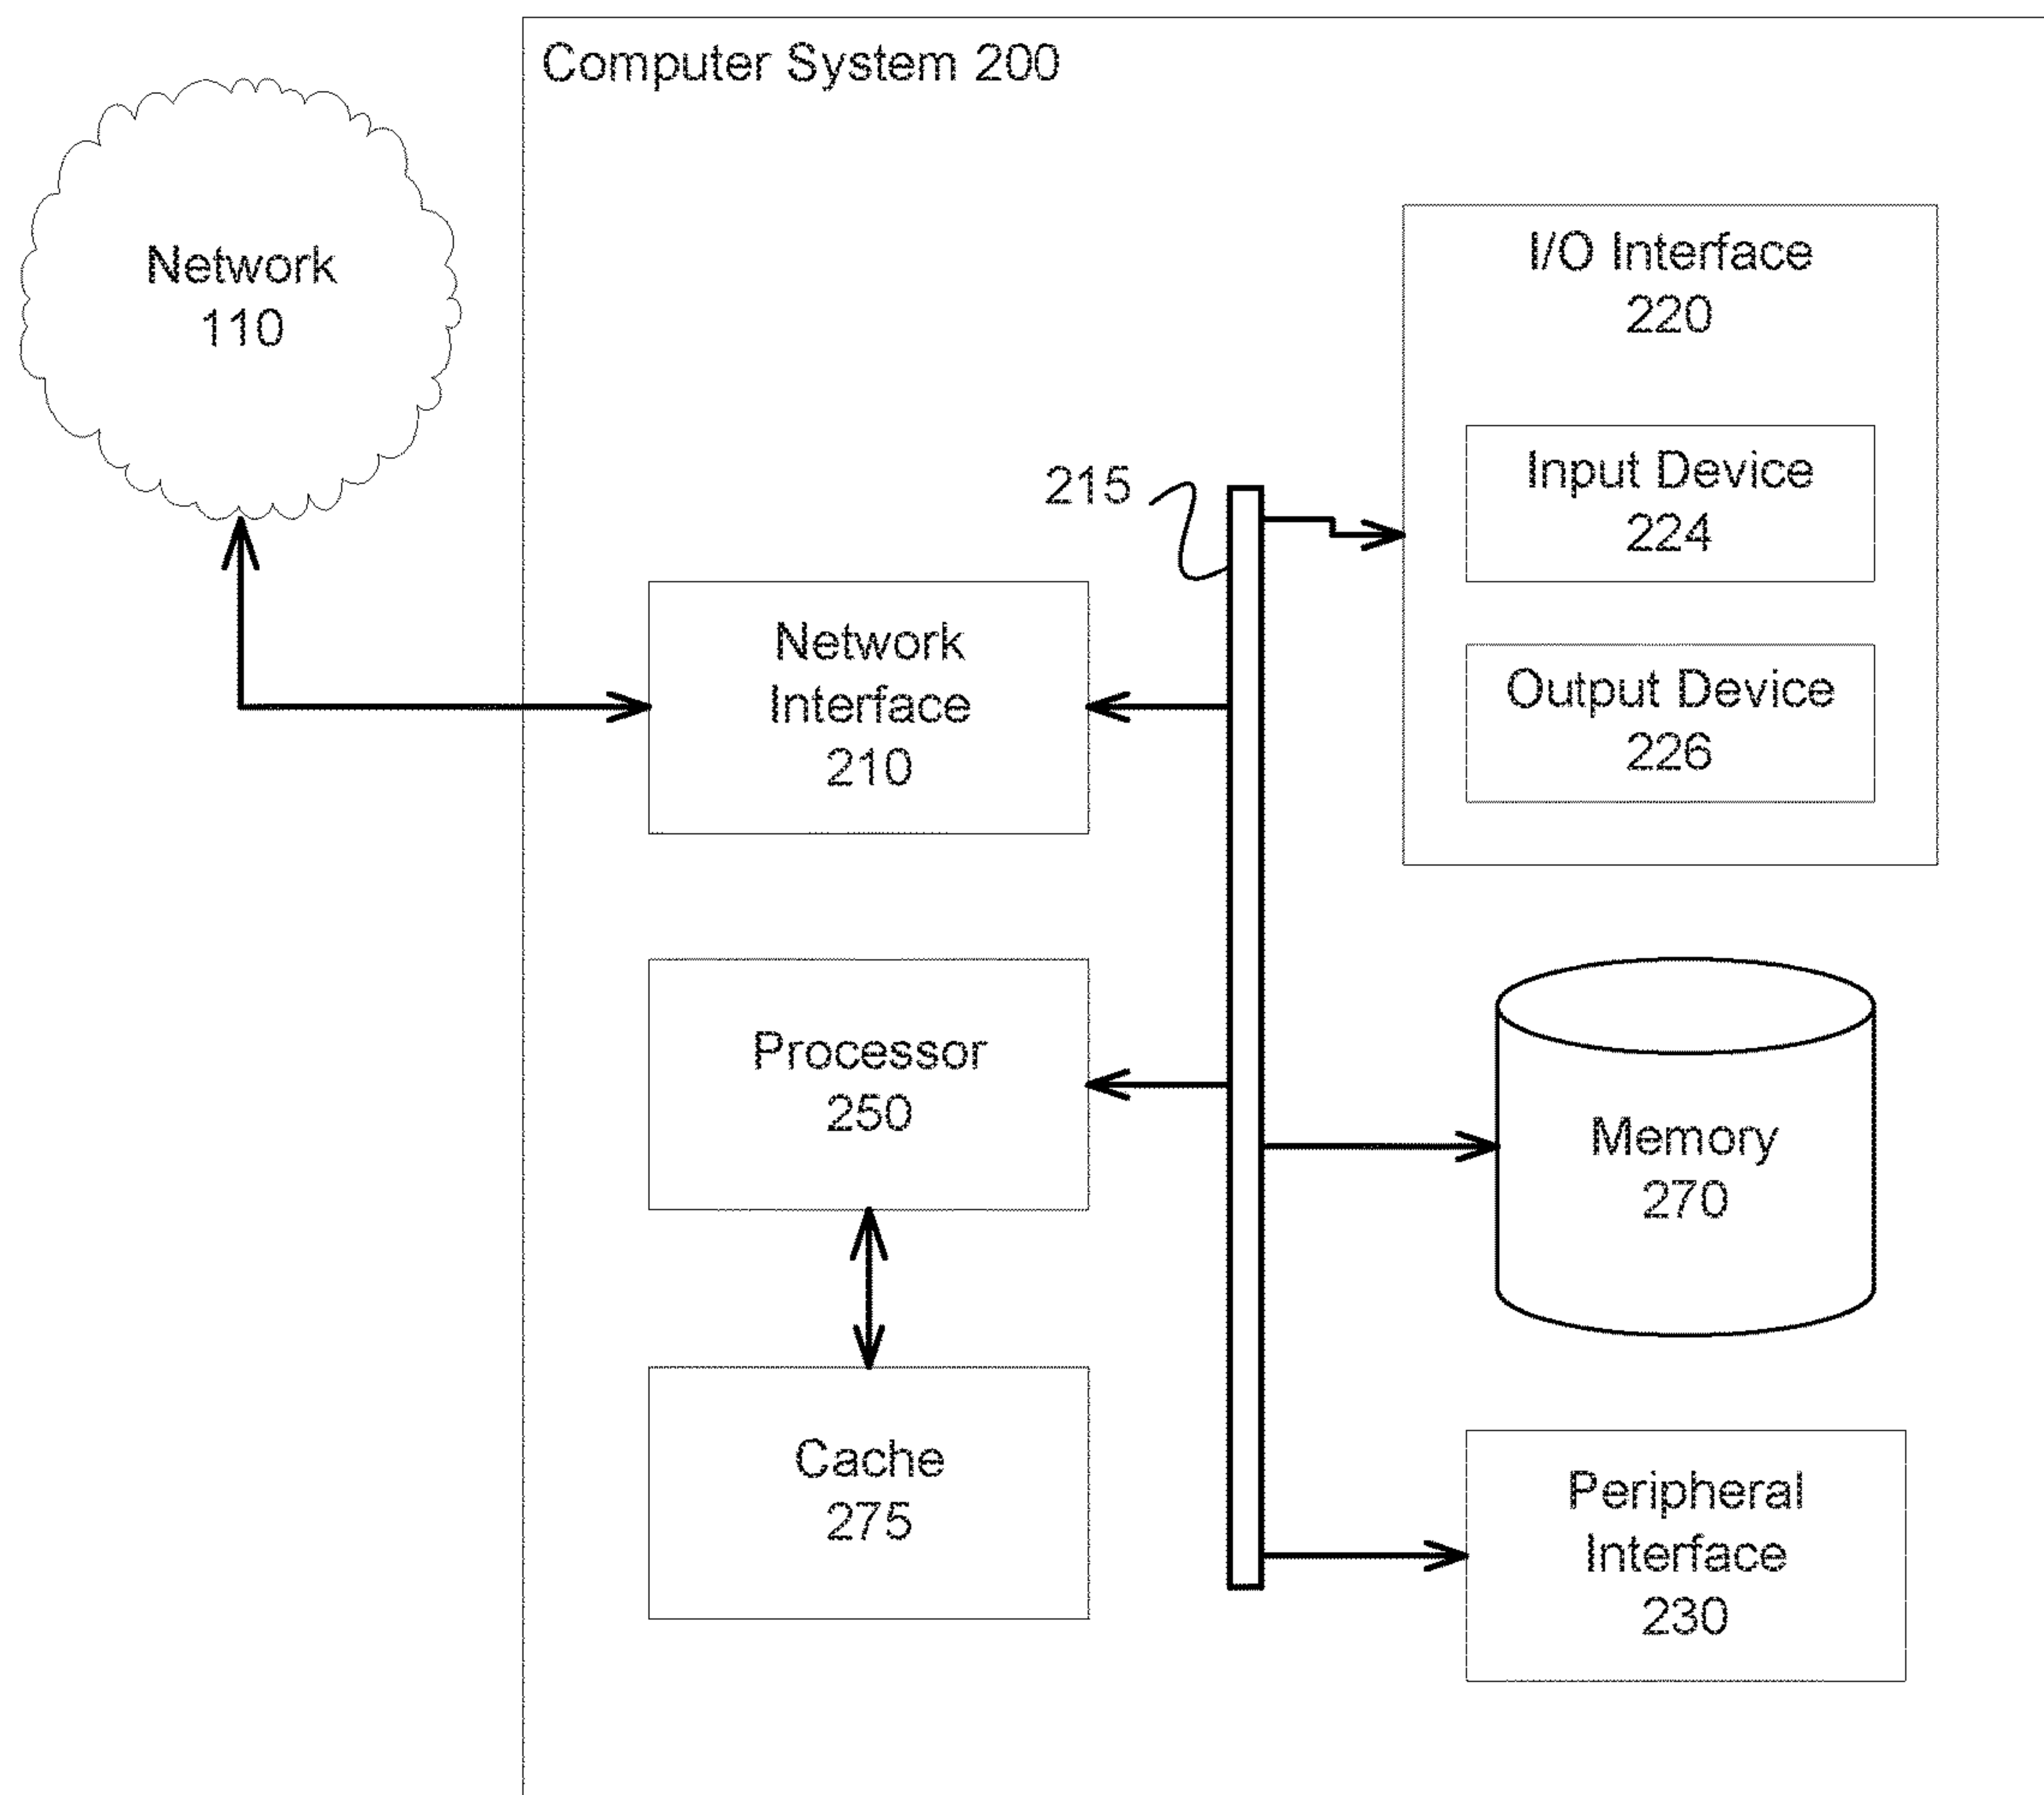 Computer System 200
Network
110
I/O Interface
220
Input Device
224
215
Output Device
226
Network
Interface
210
Processor
250
Memory
270
Cache
275
Peripheral
Interface
230